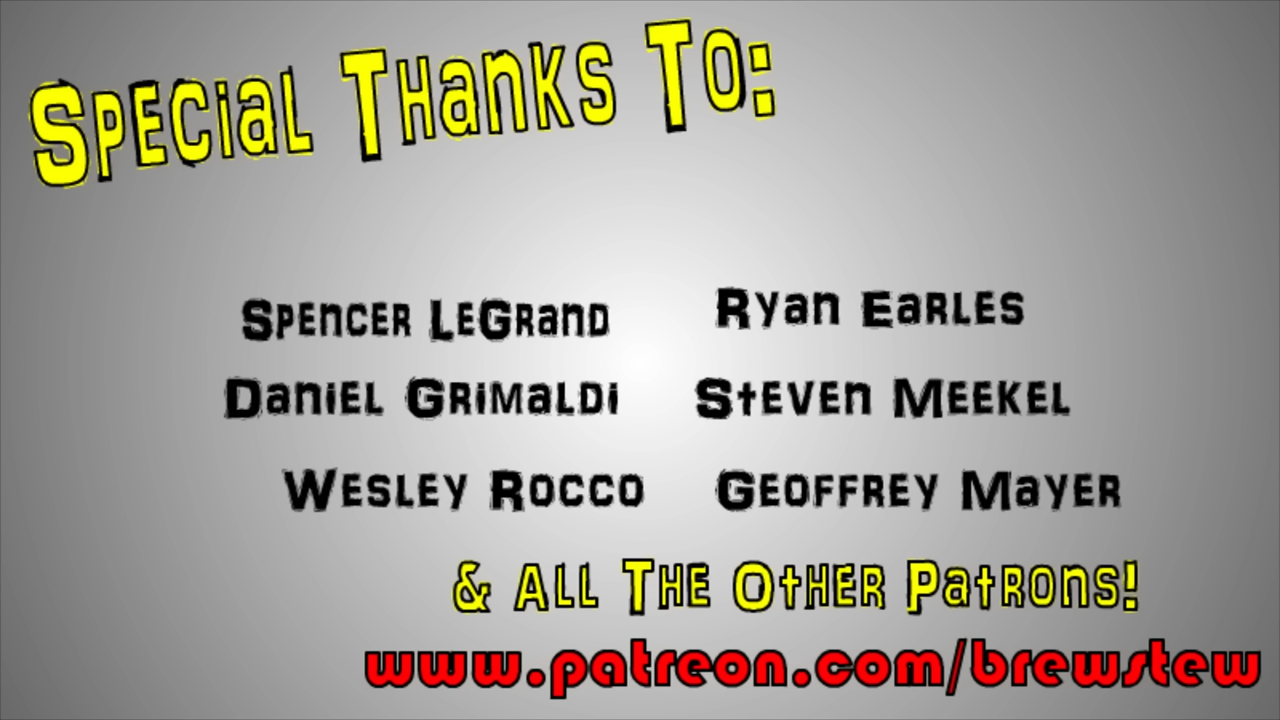 Special Thanks To:
Spencer LeGrand Ryan Earles
Daniel Grimaldi Steven Meekel
Wesley Rocco Geoffrey Mayer
& All The Other Patrons!
www.patreon.com/brewstew